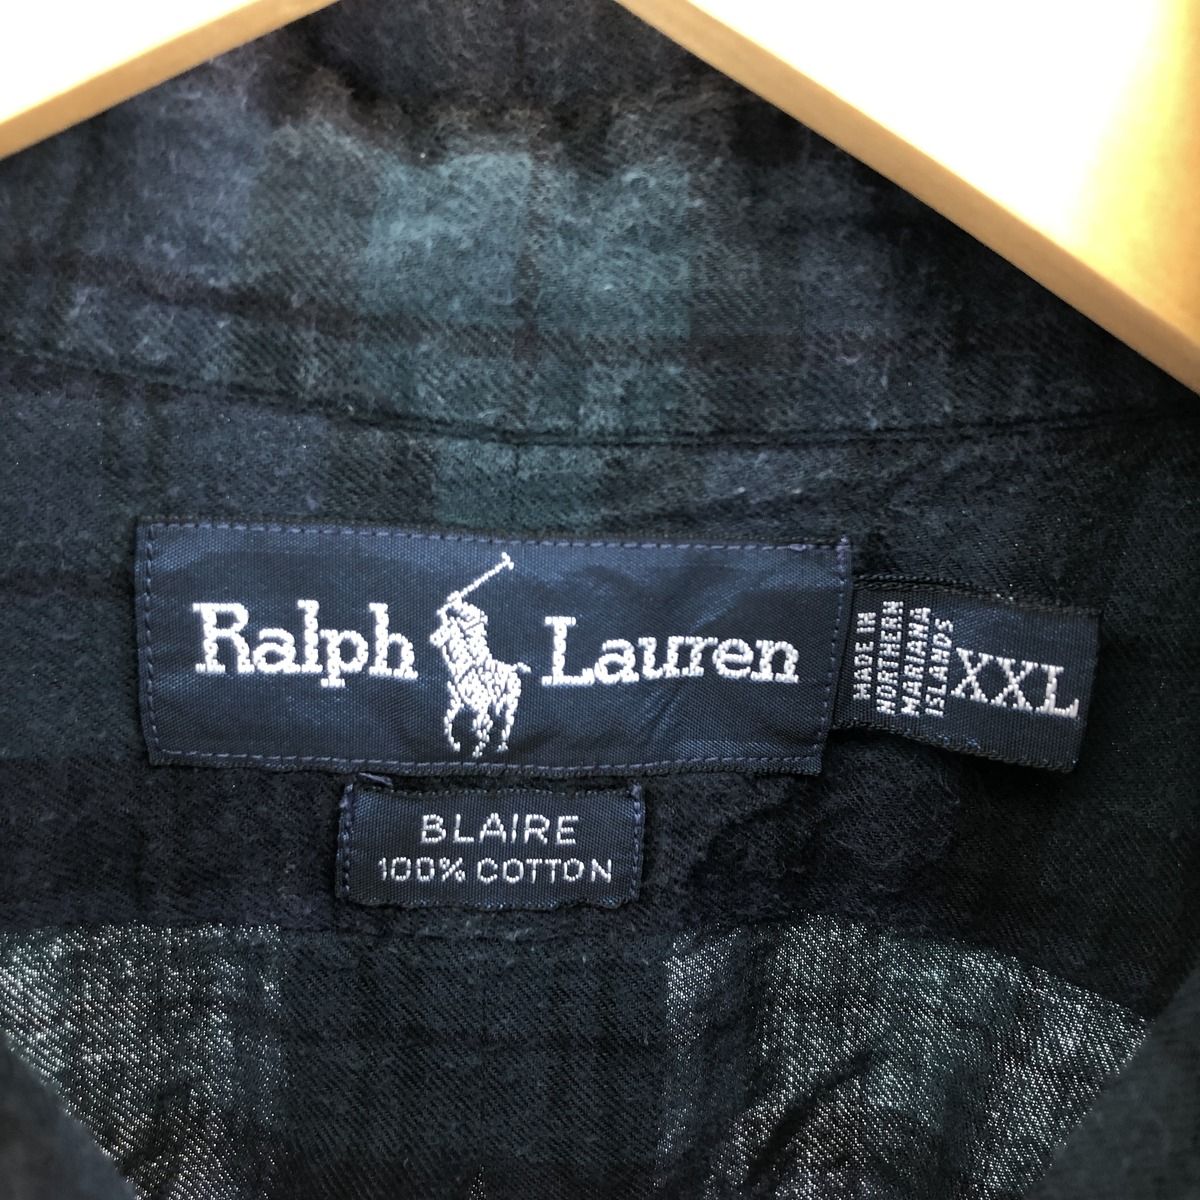 Ralph Lauren
MADE IN
NORTHERN
MARIANA
ISLANDS
XXL
BLAIRE
100% COTTON